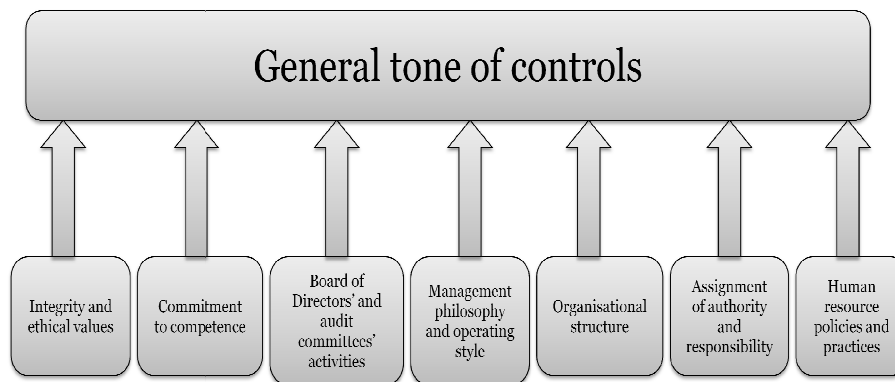 General tone of controls
Integrity and
ethical values
Commitment
to competence
Board of
Directors' and
audit
committees'
activities
Management
philosophy
and operating
style
Organisational
structure
Assignment
of authority
and
responsibility
Human
resource
policies and
practices